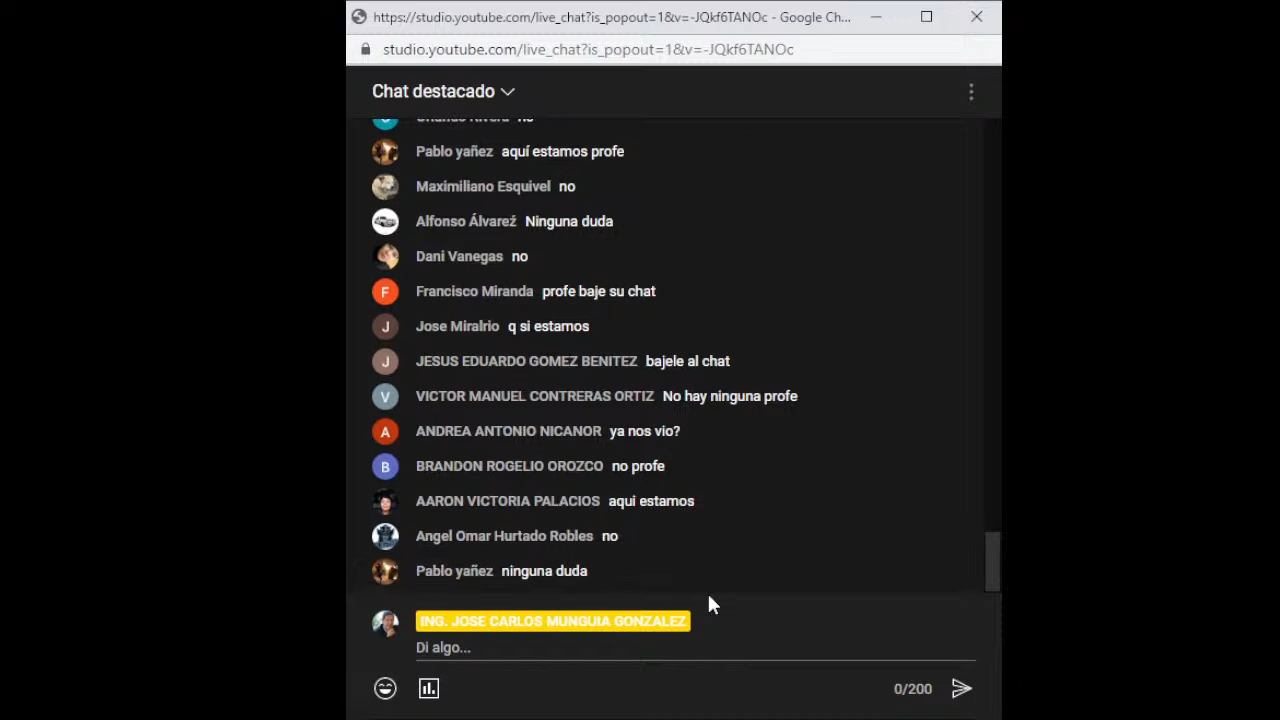 https://studio.youtube.com/live_chat?is_popout=1&v=-JQkf6TANOc - Google Ch...
studio.youtube.com/live_chat?is_popout=1&v=-JQkf6TANOc
Chat destacado
no
Pablo yañez aquí estamos profe
Maximiliano Esquivel no
Alfonso Álvarez Ninguna duda
Dani Vanegas no
F Francisco Miranda profe baje su chat
J Jose Miralrio q si estamos
J JESUS EDUARDO GOMEZ BENITEZ bajele al chat
V VICTOR MANUEL CONTRERAS ORTIZ No hay ninguna profe
A ANDREA ANTONIO NICANOR ya nos vio?
B BRANDON ROGELIO OROZCO no profe
AARON VICTORIA PALACIOS aqui estamos
Angel Omar Hurtado Robles no
Pablo yañez ninguna duda
ING. JOSE CARLOS MUNGUIA GONZALEZ
Di algo...
0/200